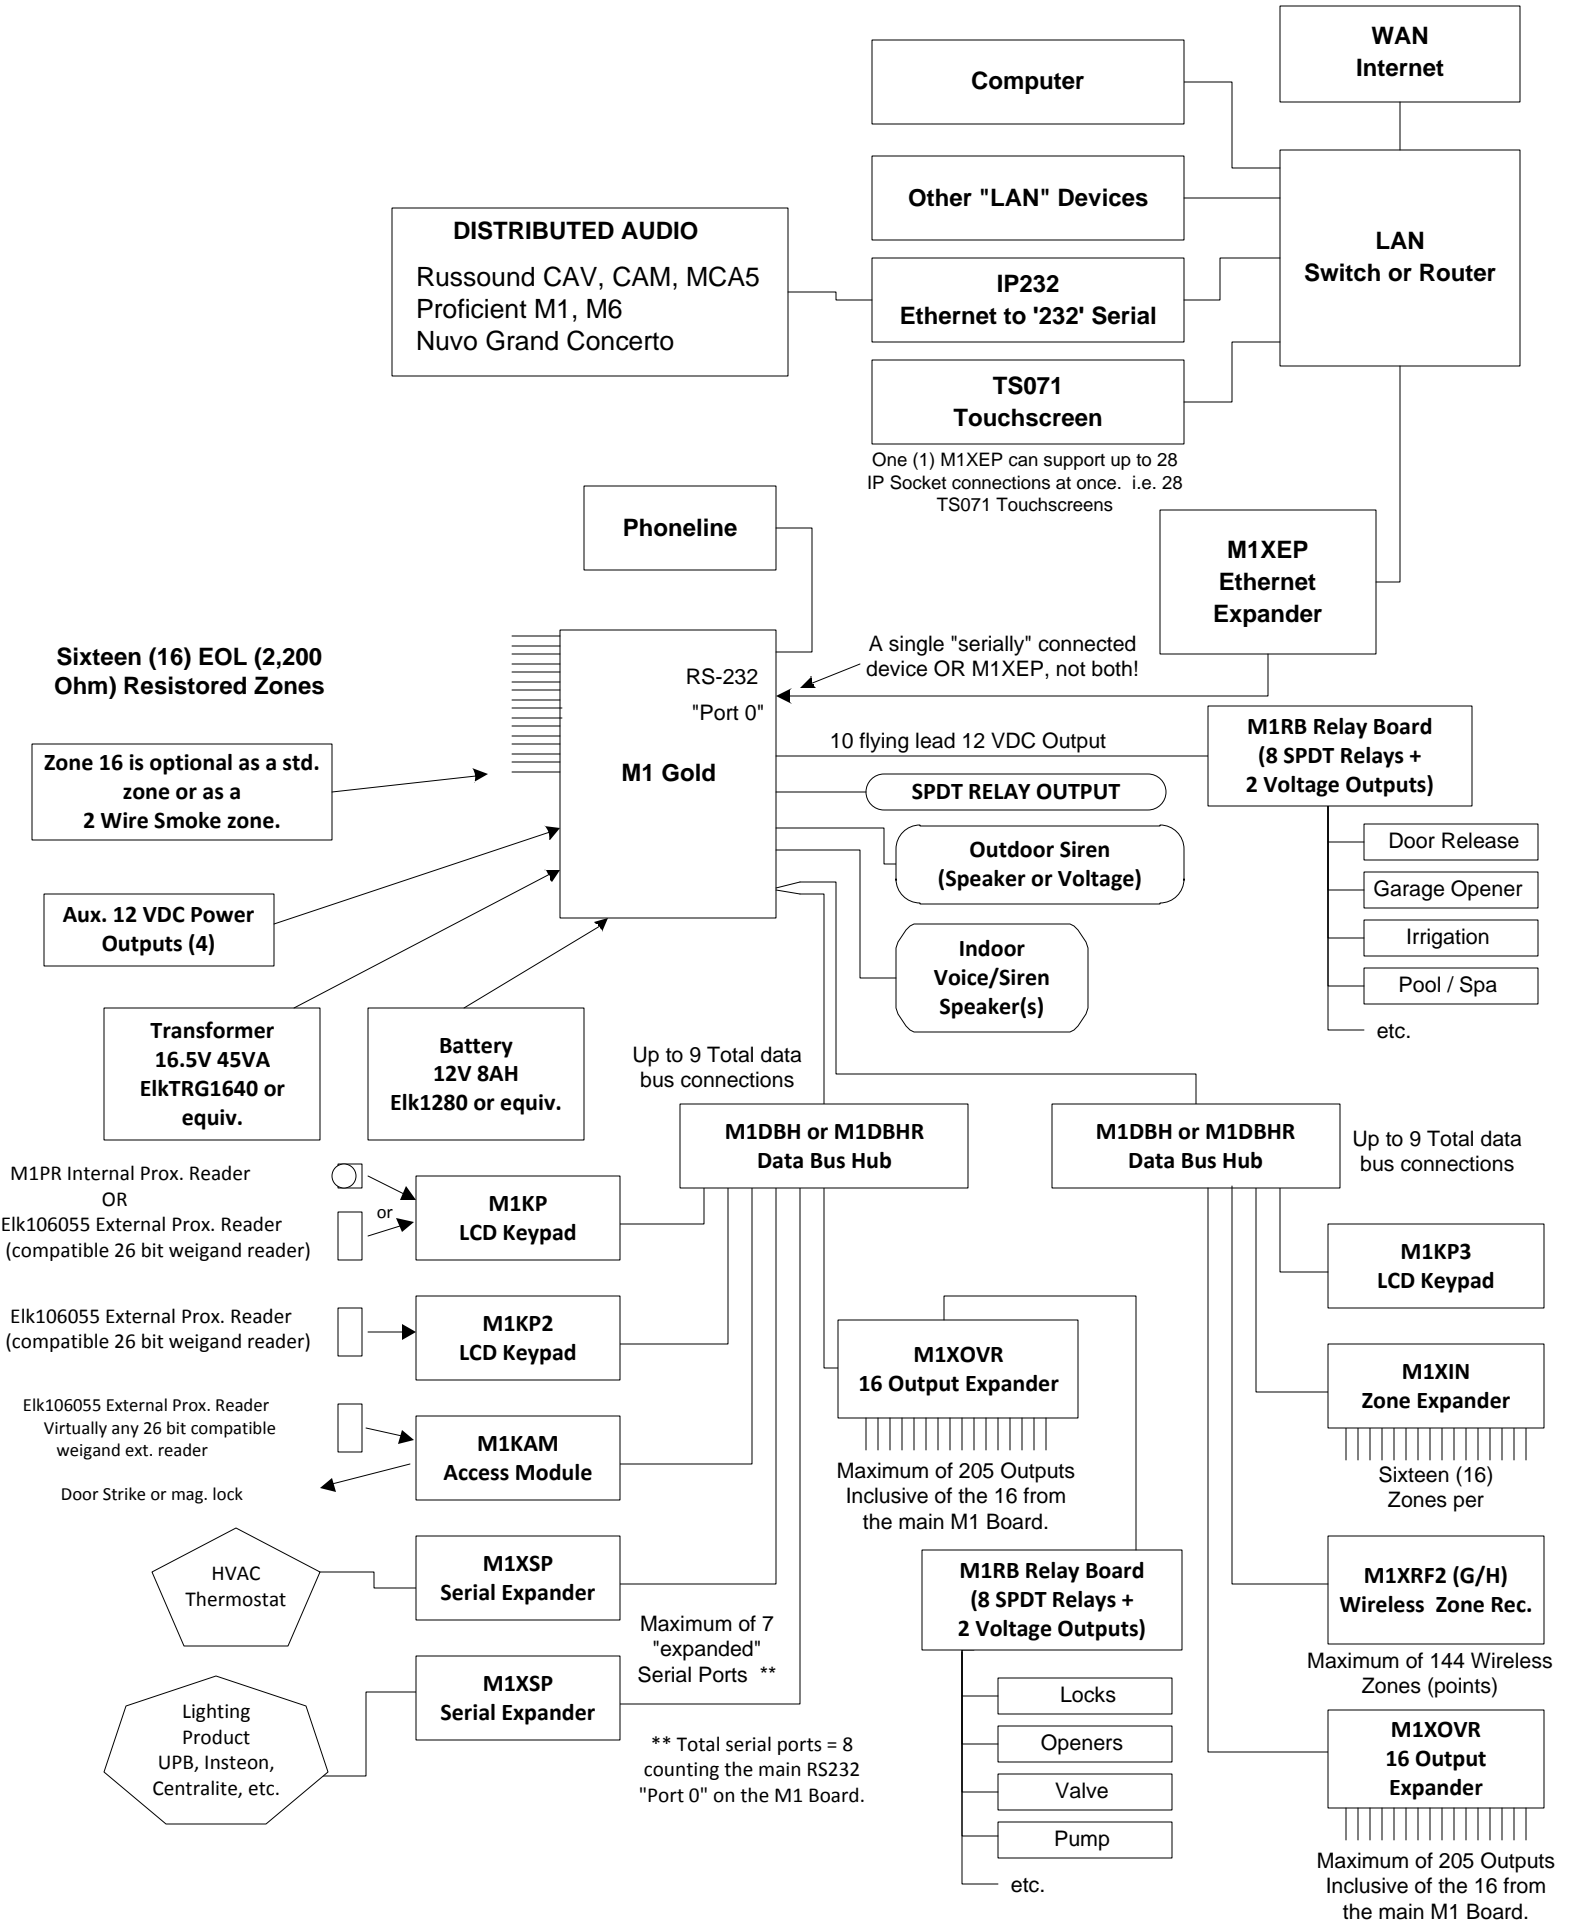 WAN
Internet
Computer
Other "LAN" Devices
LAN
Switch or Router
DISTRIBUTED AUDIO
Russound CAV, CAM, MCA5
Proficient M1, M6
Nuvo Grand Concerto
IP232
Ethernet to '232' Serial
TS071
Touchscreen
One (1) M1XEP can support up to 28
IP Socket connections at once.  i.e. 28
TS071 Touchscreens
Phoneline
M1XEP
Ethernet
Expander
Sixteen (16) EOL (2,200
Ohm) Resistored Zones
A single "serially" connected
device OR M1XEP, not both!
RS-232
"Port 0"
M1 Gold
10 flying lead 12 VDC Output
M1RB Relay Board
(8 SPDT Relays +
2 Voltage Outputs)
Zone 16 is optional as a std.
zone or as a
2 Wire Smoke zone.
SPDT RELAY OUTPUT
Outdoor Siren
(Speaker or Voltage)
Door Release
Garage Opener
Irrigation
Pool / Spa
etc.
Aux. 12 VDC Power
Outputs (4)
Indoor
Voice/Siren
Speaker(s)
Transformer
16.5V 45VA
ElkTRG1640 or
equiv.
Battery
12V 8AH
Elk1280 or equiv.
Up to 9 Total data
bus connections
M1DBH or M1DBHR
Data Bus Hub
M1DBH or M1DBHR
Data Bus Hub
Up to 9 Total data
bus connections
M1PR Internal Prox. Reader
OR
Elk106055 External Prox. Reader
(compatible 26 bit weigand reader)
or
M1KP
LCD Keypad
M1KP3
LCD Keypad
Elk106055 External Prox. Reader
(compatible 26 bit weigand reader)
M1KP2
LCD Keypad
M1XOVR
16 Output Expander
M1XIN
Zone Expander
Elk106055 External Prox. Reader
Virtually any 26 bit compatible
weigand ext. reader
Door Strike or mag. lock
M1KAM
Access Module
Maximum of 205 Outputs
Inclusive of the 16 from
the main M1 Board.
Sixteen (16)
Zones per
HVAC
Thermostat
M1XSP
Serial Expander
M1RB Relay Board
(8 SPDT Relays +
2 Voltage Outputs)
M1XRF2 (G/H)
Wireless  Zone Rec.
Maximum of 144 Wireless
Zones (points)
Maximum of 7
"expanded"
Serial Ports  **
Lighting
Product
UPB, Insteon,
Centralite, etc.
M1XSP
Serial Expander
** Total serial ports = 8
counting the main RS232
"Port 0" on the M1 Board.
Locks
Openers
Valve
Pump
etc.
M1XOVR
16 Output
Expander
Maximum of 205 Outputs
Inclusive of the 16 from
the main M1 Board.